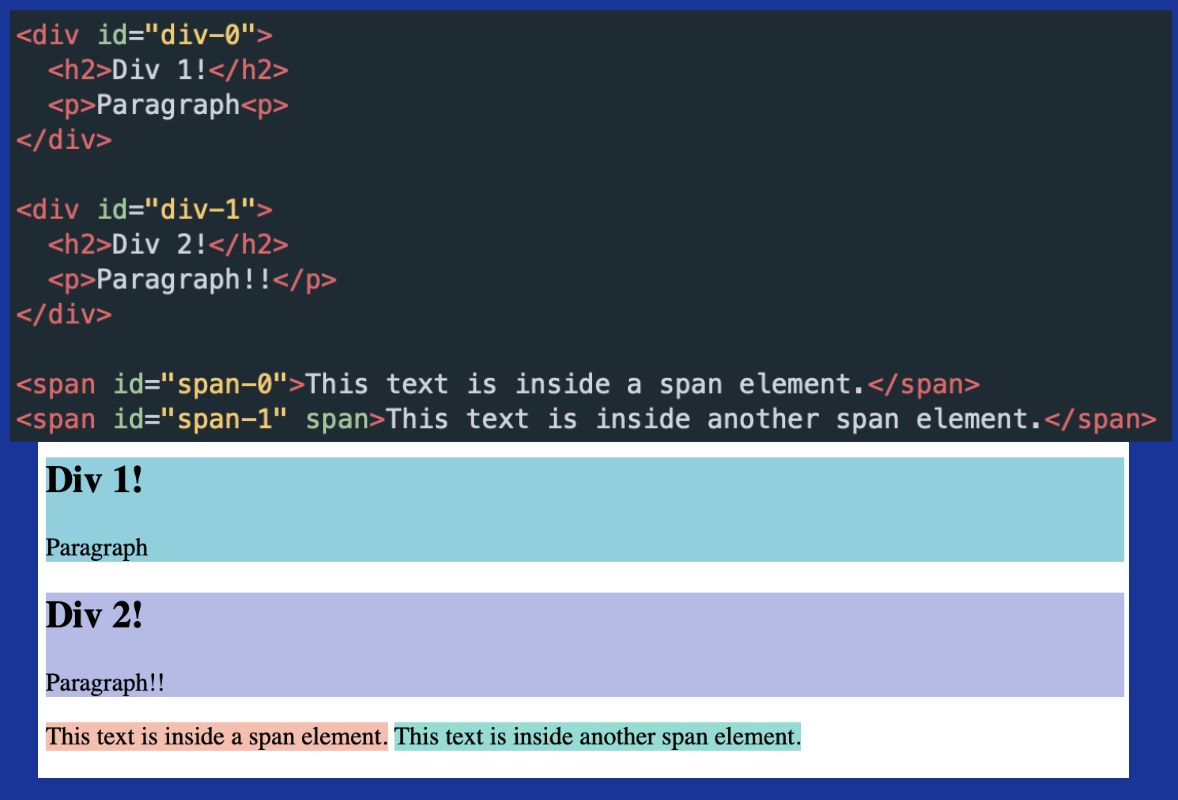 <div id="div-0">
  <h2>Div 1!</h2>
  <p>Paragraph<p>
</div>

<div id="div-1">
  <h2>Div 2!</h2>
  <p>Paragraph!!</p>
</div>

<span id="span-0">This text is inside a span element.</span>
<span id="span-1" span>This text is inside another span element.</span>
Div 1!
Paragraph
Div 2!
Paragraph!!
This text is inside a span element. This text is inside another span element.